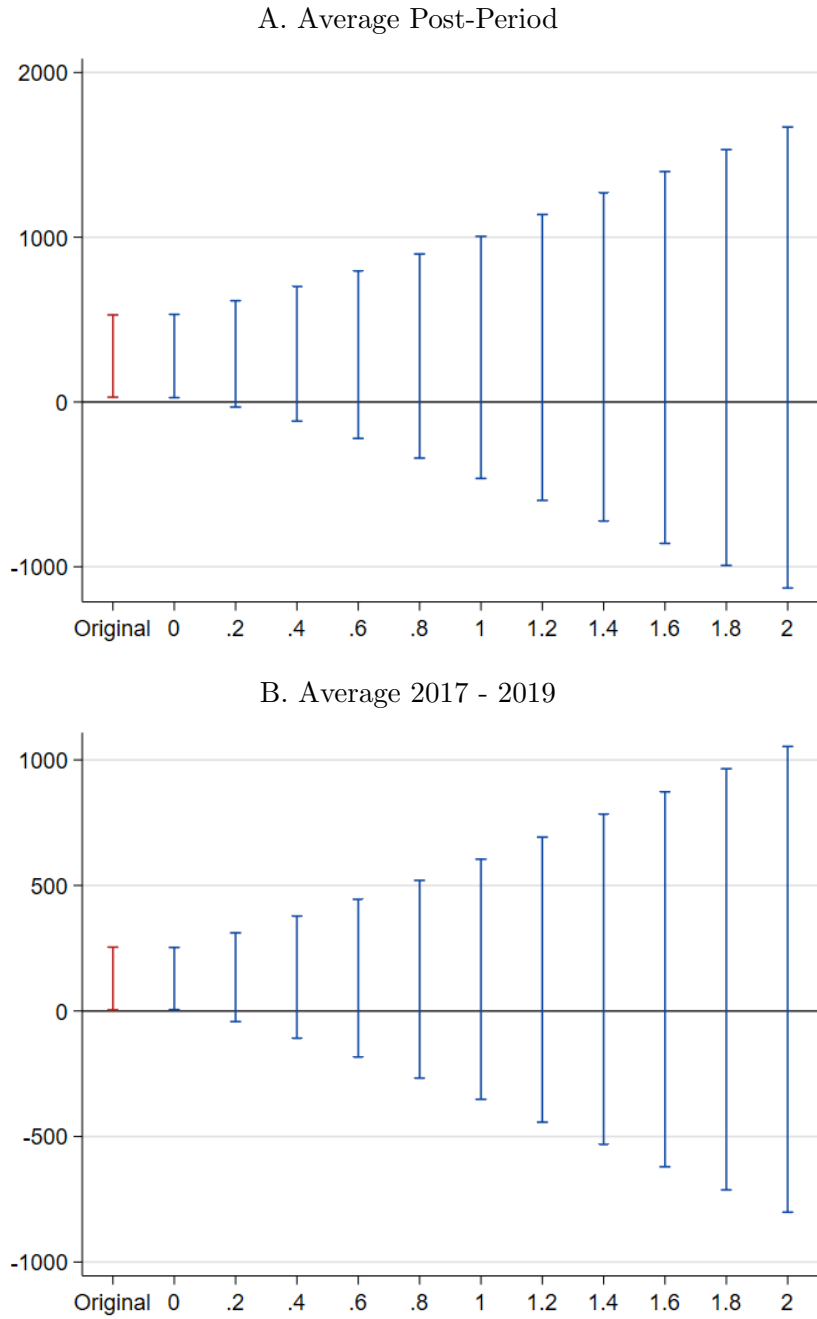 A. Average Post-Period
2000
1000
0
-1000
Original 0 .2 .4 .6 .8 1 1.2 1.4 1.6 1.8 2
B. Average 2017 - 2019
1000
500
0
-500
-1000
Original 0 .2 .4 .6 .8 1 1.2 1.4 1.6 1.8 2